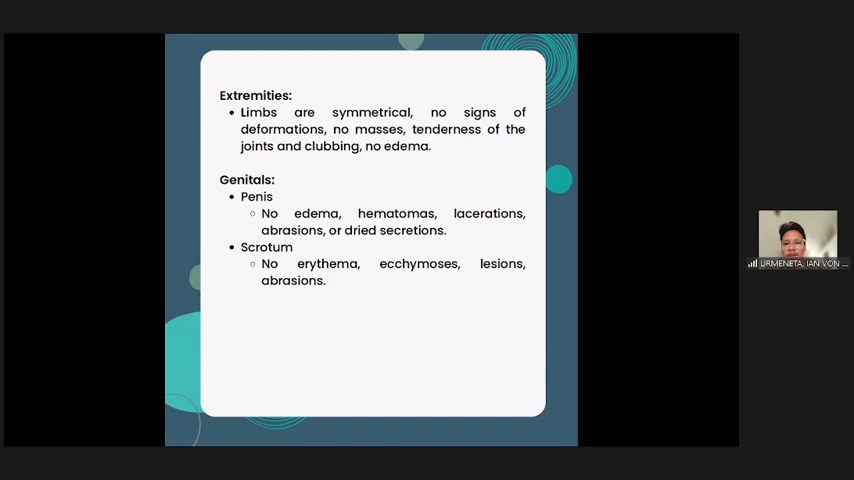 Extremities:
• Limbs are symmetrical, no signs of
deformations, no masses, tenderness of the
joints and clubbing, no edema.
Genitals:
• Penis
○ No edema, hematomas, lacerations,
abrasions, or dried secretions.
• Scrotum
○ No erythema, ecchymoses, lesions,
abrasions.
URMENETA, IAN VON ...